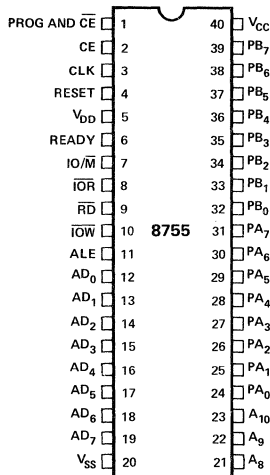 PROG AND C̅E̅ 1 40 VCC
CE 2 39 PB7
CLK 3 38 PB6
RESET 4 37 PB5
VDD 5 36 PB4
READY 6 35 PB3
IO/M̅ 7 34 PB2
I̅O̅R̅ 8 33 PB1
R̅D̅ 9 32 PB0
I̅O̅W̅ 10 8755 31 PA7
ALE 11 30 PA6
AD0 12 29 PA5
AD1 13 28 PA4
AD2 14 27 PA3
AD3 15 26 PA2
AD4 16 25 PA1
AD5 17 24 PA0
AD6 18 23 A10
AD7 19 22 A9
VSS 20 21 A8